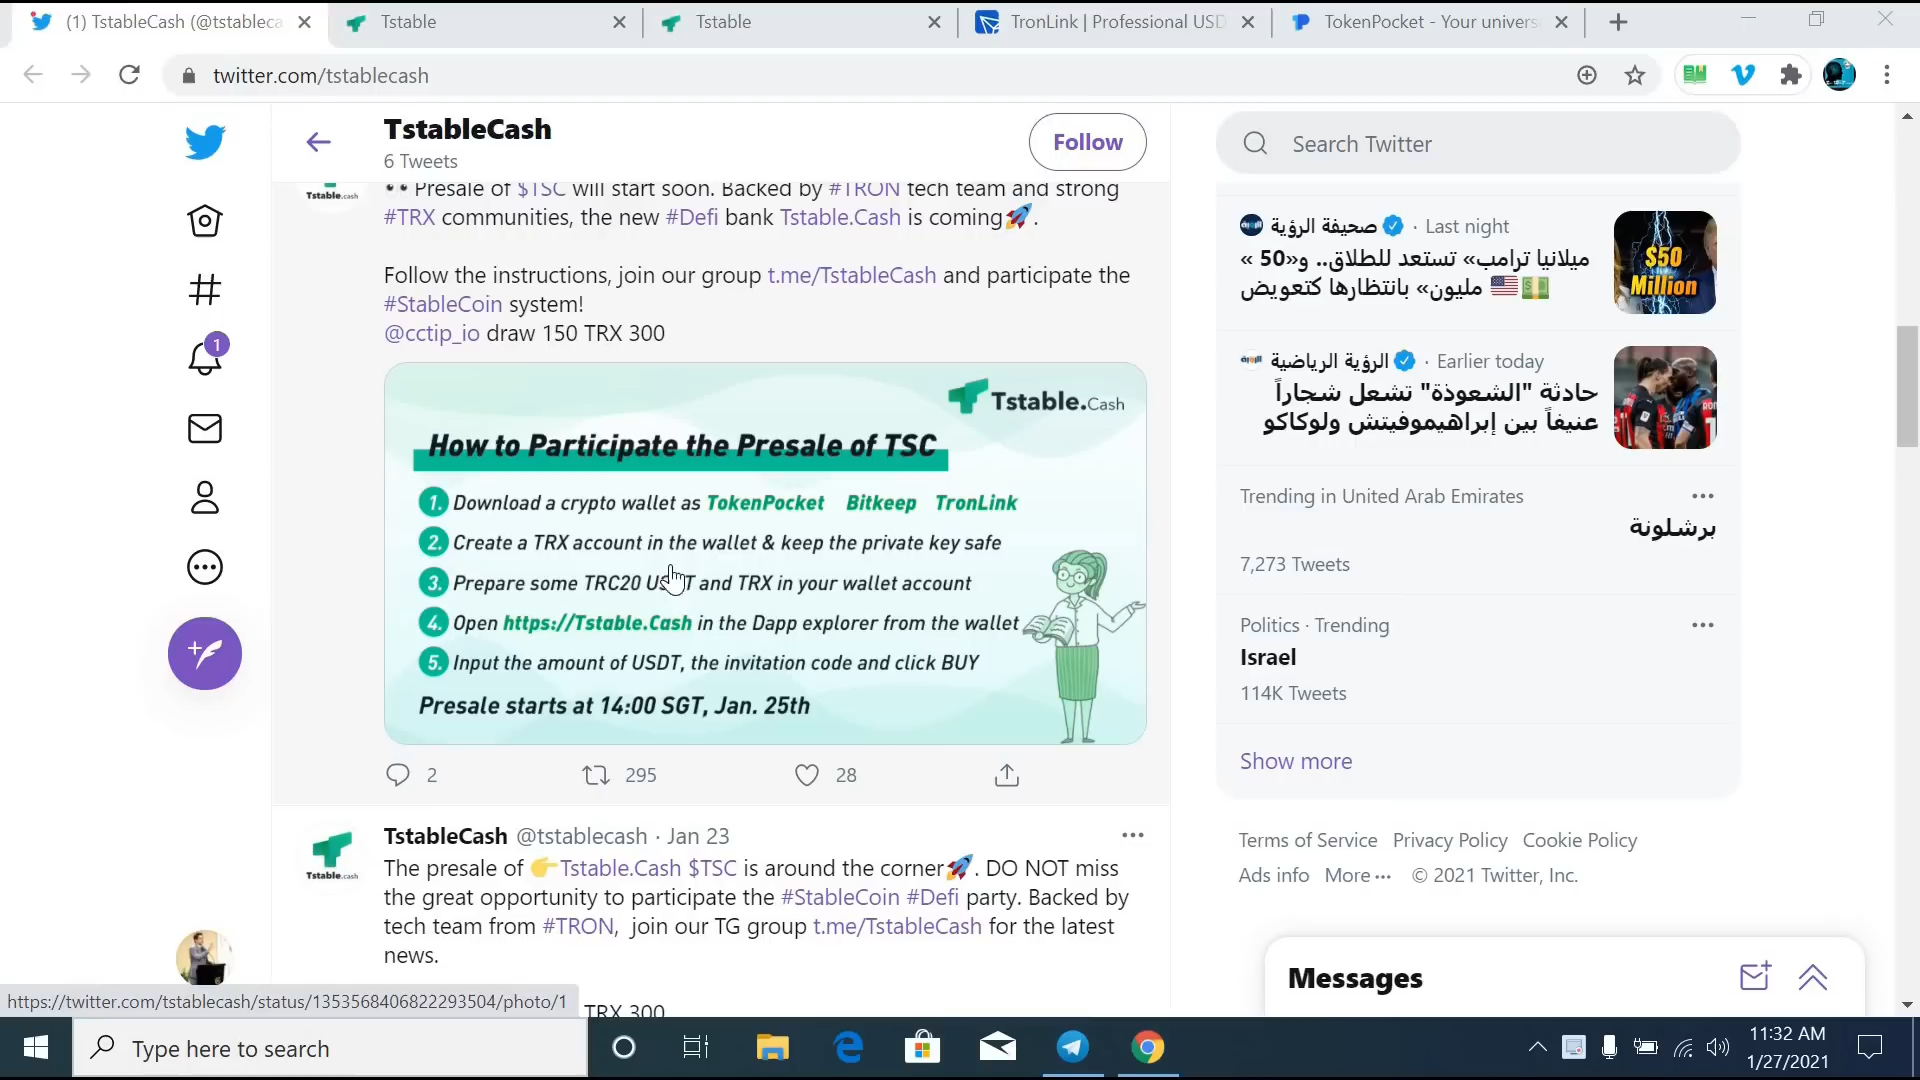 (1) TstableCash (@tstableca
Tstable
Tstable
TronLink | Professional USD
TokenPocket - Your univers
twitter.com/tstablecash
TstableCash
6 Tweets
Follow
Search Twitter
Tstable.cash
👀 Presale of $TSC will start soon. Backed by #TRON tech team and strong
#TRX communities, the new #Defi bank Tstable.Cash is coming🚀.
Follow the instructions, join our group t.me/TstableCash and participate the
#StableCoin system!
@cctip_io draw 150 TRX 300
Tstable.Cash
How to Participate the Presale of TSC
1. Download a crypto wallet as TokenPocket Bitkeep TronLink
2. Create a TRX account in the wallet & keep the private key safe
3. Prepare some TRC20 USDT and TRX in your wallet account
4. Open https://Tstable.Cash in the Dapp explorer from the wallet
5. Input the amount of USDT, the invitation code and click BUY
Presale starts at 14:00 SGT, Jan. 25th
2
295
28
TstableCash @tstablecash · Jan 23
The presale of 👉Tstable.Cash $TSC is around the corner🚀. DO NOT miss
the great opportunity to participate the #StableCoin #Defi party. Backed by
tech team from #TRON, join our TG group t.me/TstableCash for the latest
news.
Tstable.cash
TRX 300
1
صحيفة الرؤية · Last night
ميلانيا ترامب» تستعد للطلاق.. و«50 »
مليون» بانتظارها كتعويض 🇺🇸💵
$50
Million
الرؤية الرياضية · Earlier today
حادثة "الشعوذة" تشعل شجاراً
عنيفاً بين إبراهيموفيتش ولوكاكو
Trending in United Arab Emirates
برشلونة
7,273 Tweets
Politics · Trending
Israel
114K Tweets
Show more
Terms of Service Privacy Policy Cookie Policy
Ads info More © 2021 Twitter, Inc.
Messages
https://twitter.com/tstablecash/status/1353568406822293504/photo/1
Type here to search
11:32 AM
1/27/2021